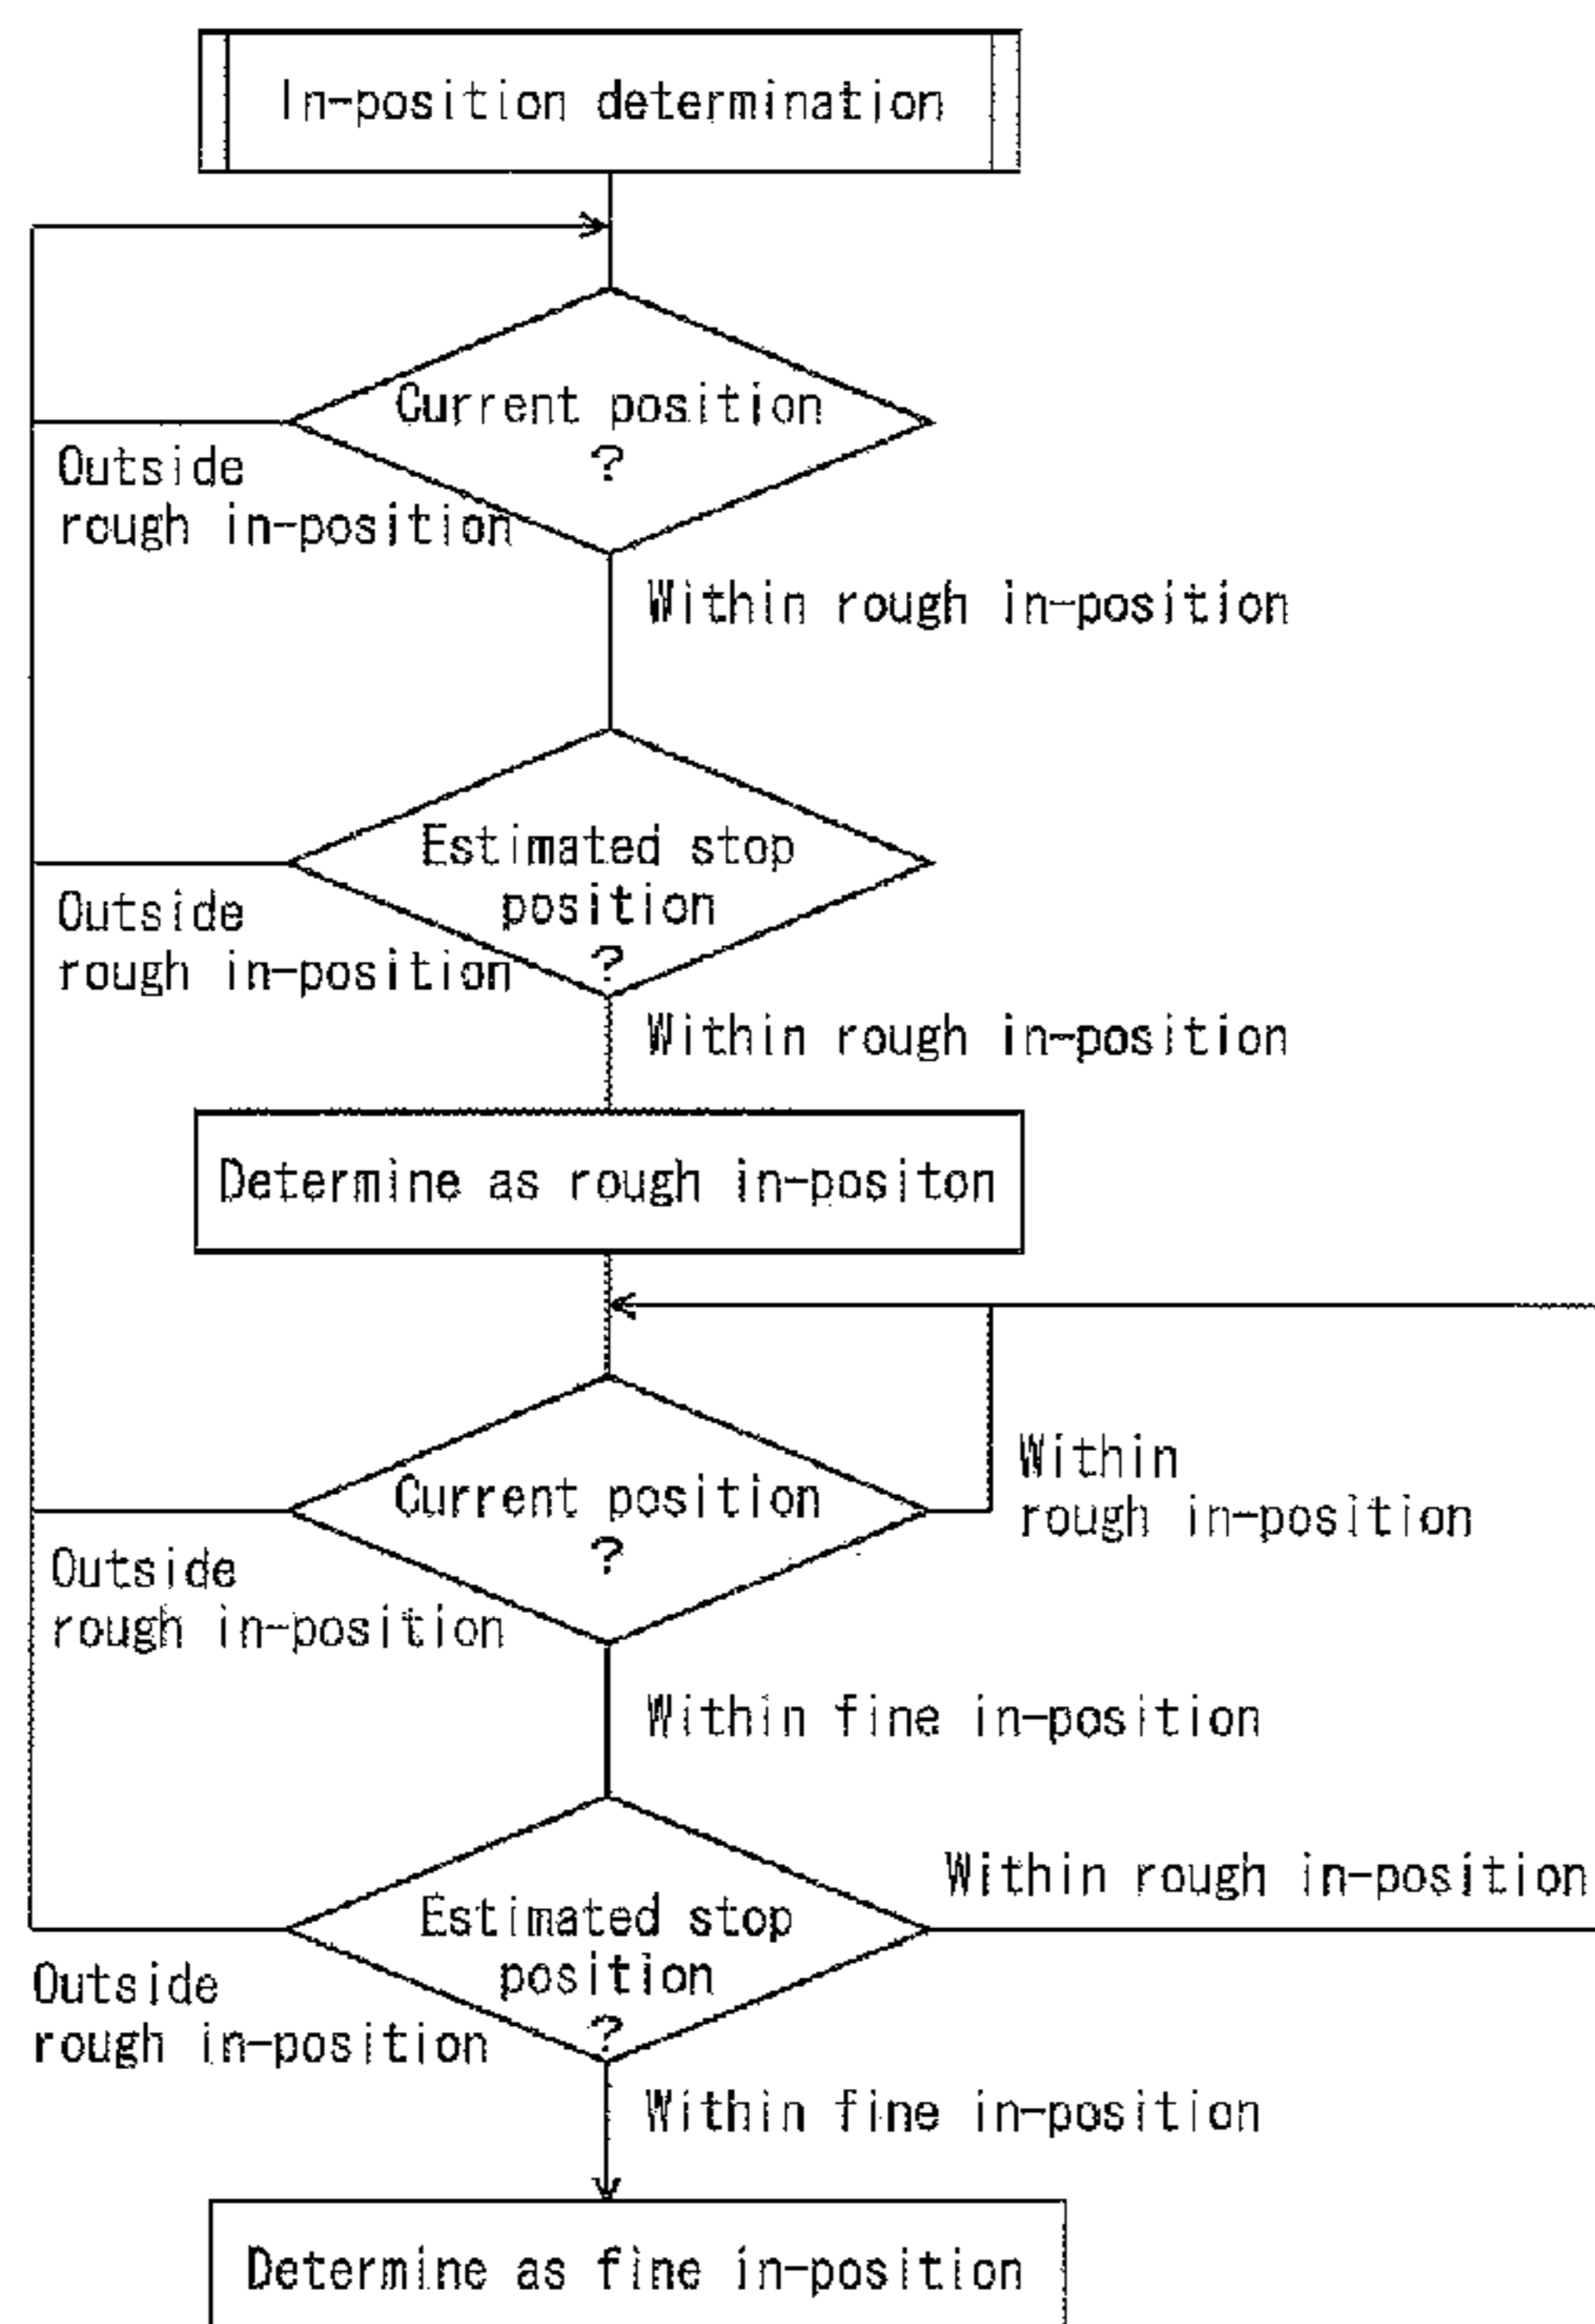 In-position determination
Current position
?
Outside
rough in-position
Within rough in-position
Estimated stop
position
?
Outside
rough in-position
Within rough in-position
Determine as rough in-positon
Within
rough in-position
Current position
?
Outside
rough in-position
Within fine in-position
Within rough in-position
Estimated stop
position
?
Outside
rough in-position
Within fine in-position
Determine as fine in-position